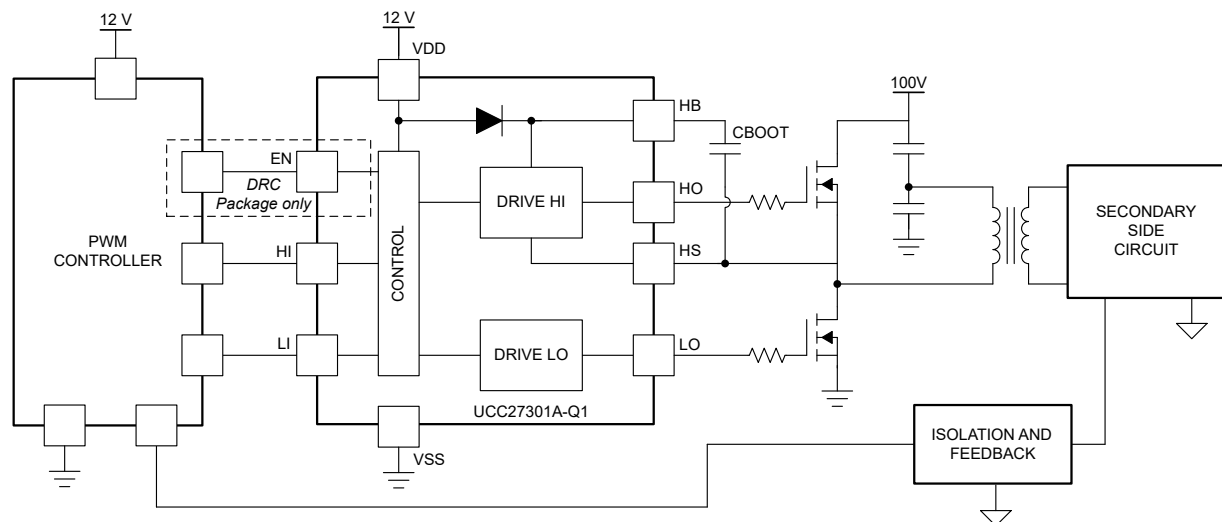 12 V
12 V
VDD
100V
HB
CBOOT
EN
DRC
Package only
HO
DRIVE HI
SECONDARY
SIDE
CIRCUIT
PWM
CONTROLLER
HI
CONTROL
HS
LI
DRIVE LO
LO
UCC27301A-Q1
VSS
ISOLATION AND
FEEDBACK